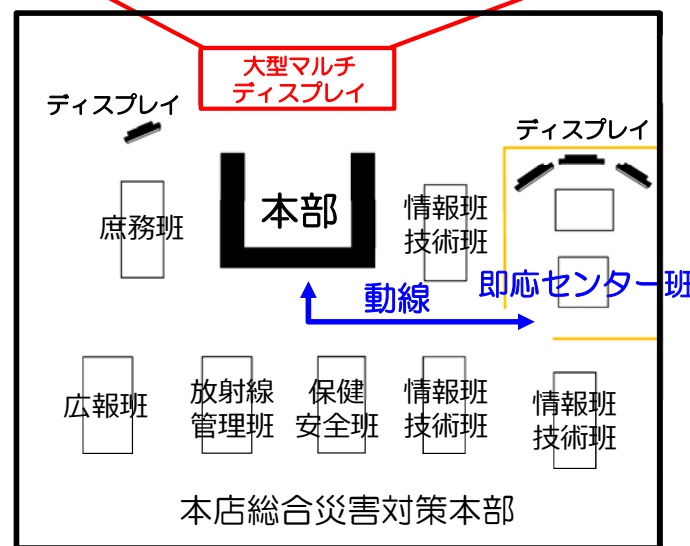 大型マルチ
ディスプレイ
ディスプレイ
ディスプレイ
本部
情報班
技術班
庶務班
即応センター班
動線
広報班
放射線
管理班
保健
安全班
情報班
技術班
情報班
技術班
本店総合災害対策本部